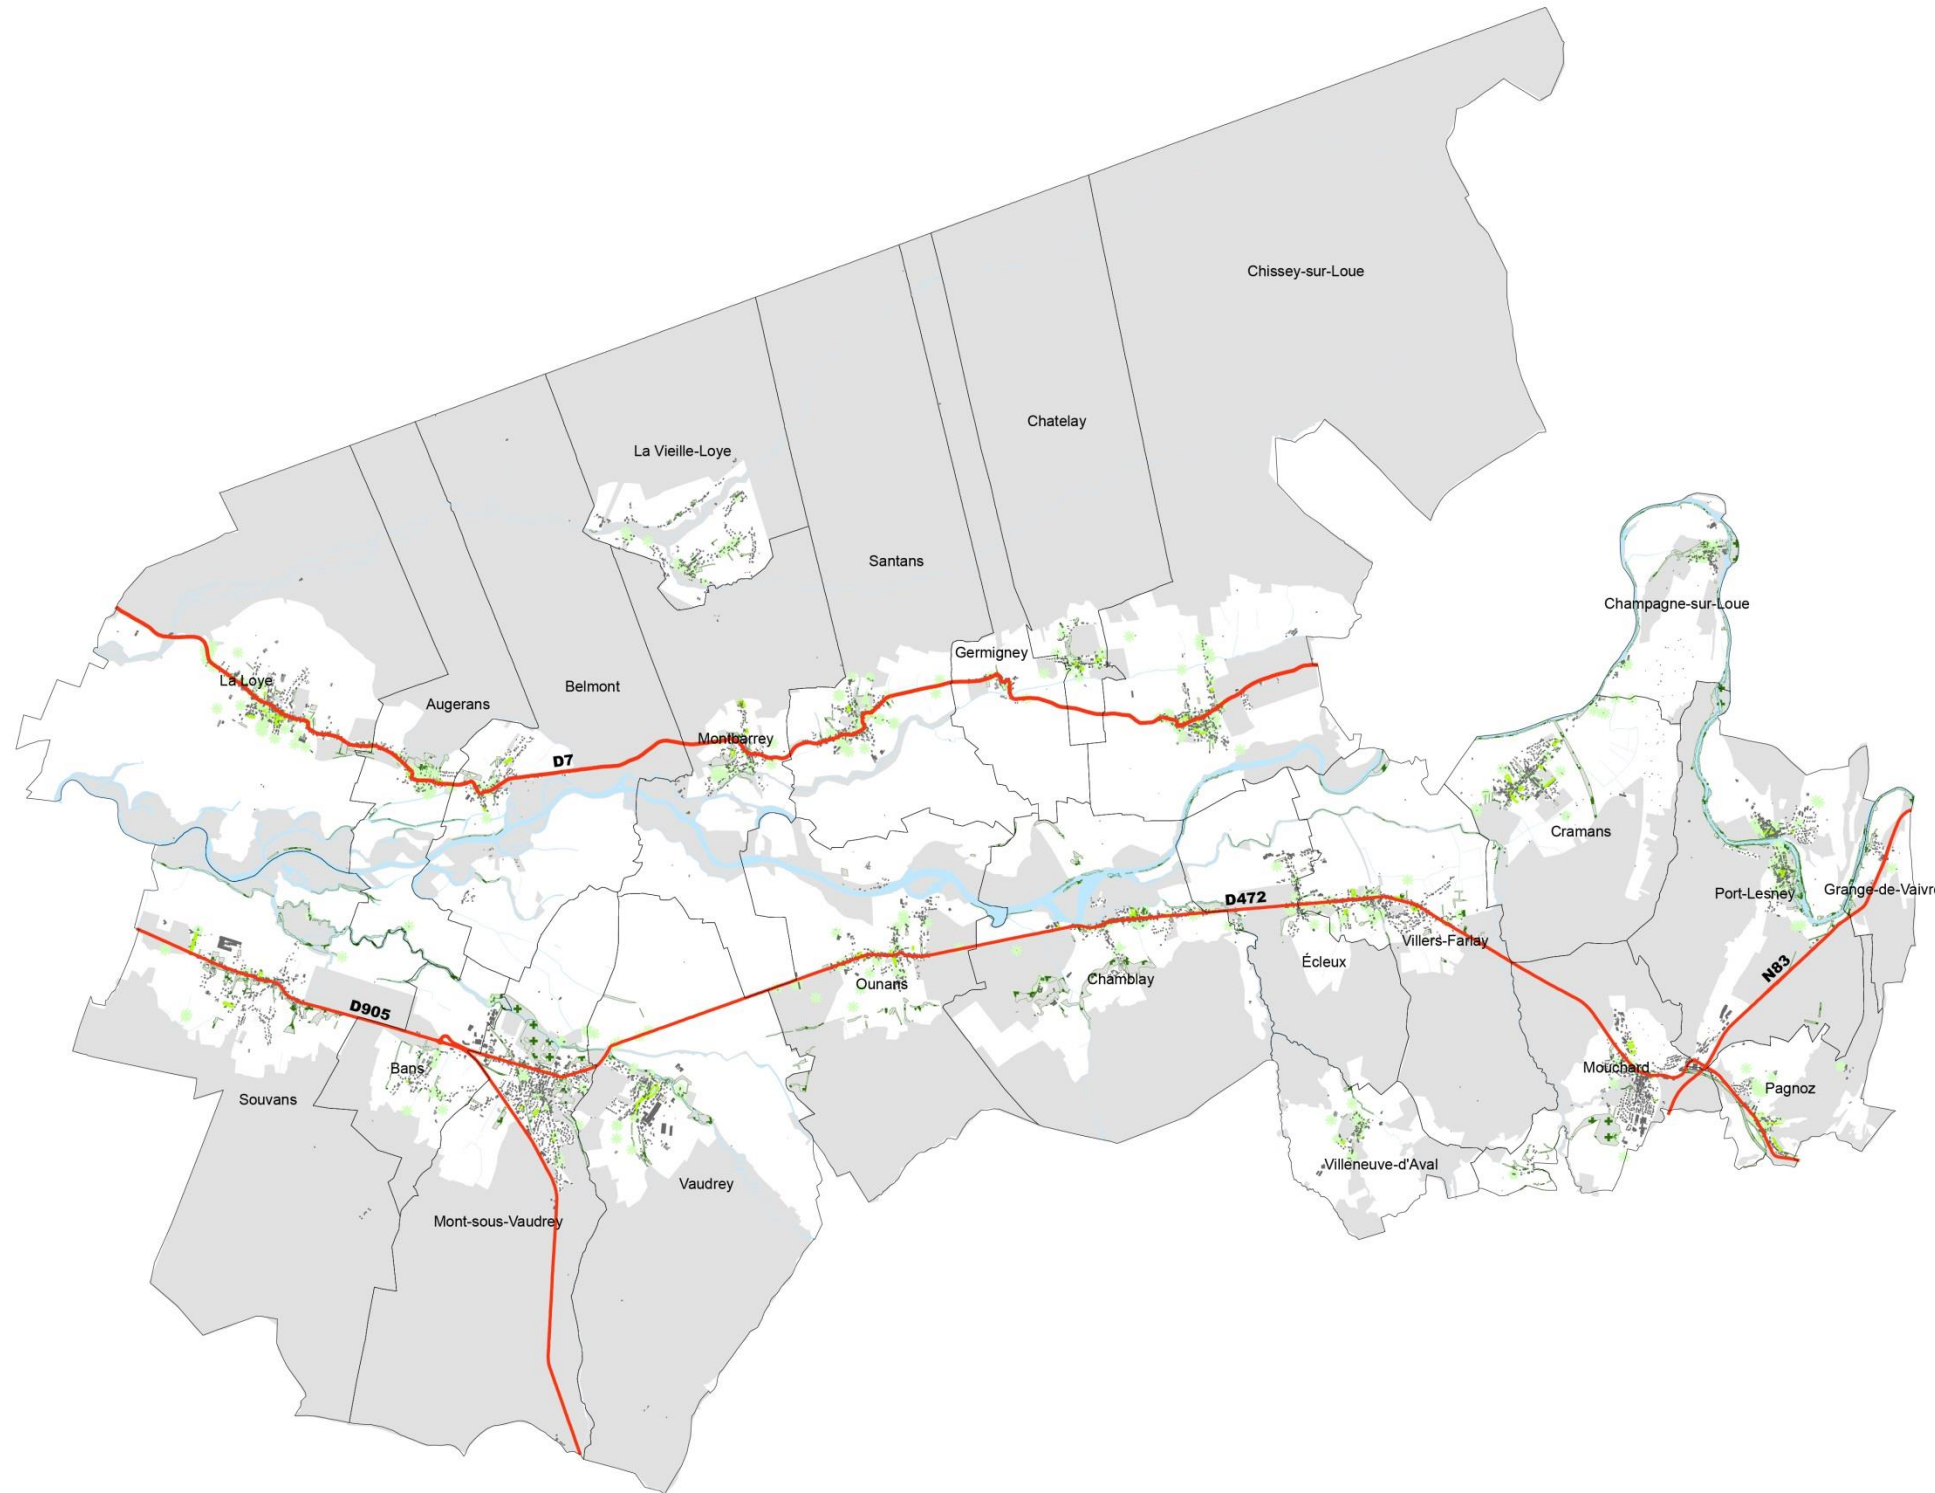 Chissey-sur-Loue
Chatelay
La Vieille-Loye
Santans
Champagne-sur-Loue
Germigney
La Loye
Belmont
Augerans
Montbarrey
D7
Cramans
Port-Lesney
Grange-de-Vaivre
D472
Villers-Farlay
Écleux
N83
Chamblay
Ounans
D905
Bans
Mouchard
Pagnoz
Souvans
Villeneuve-d'Aval
Vaudrey
Mont-sous-Vaudrey